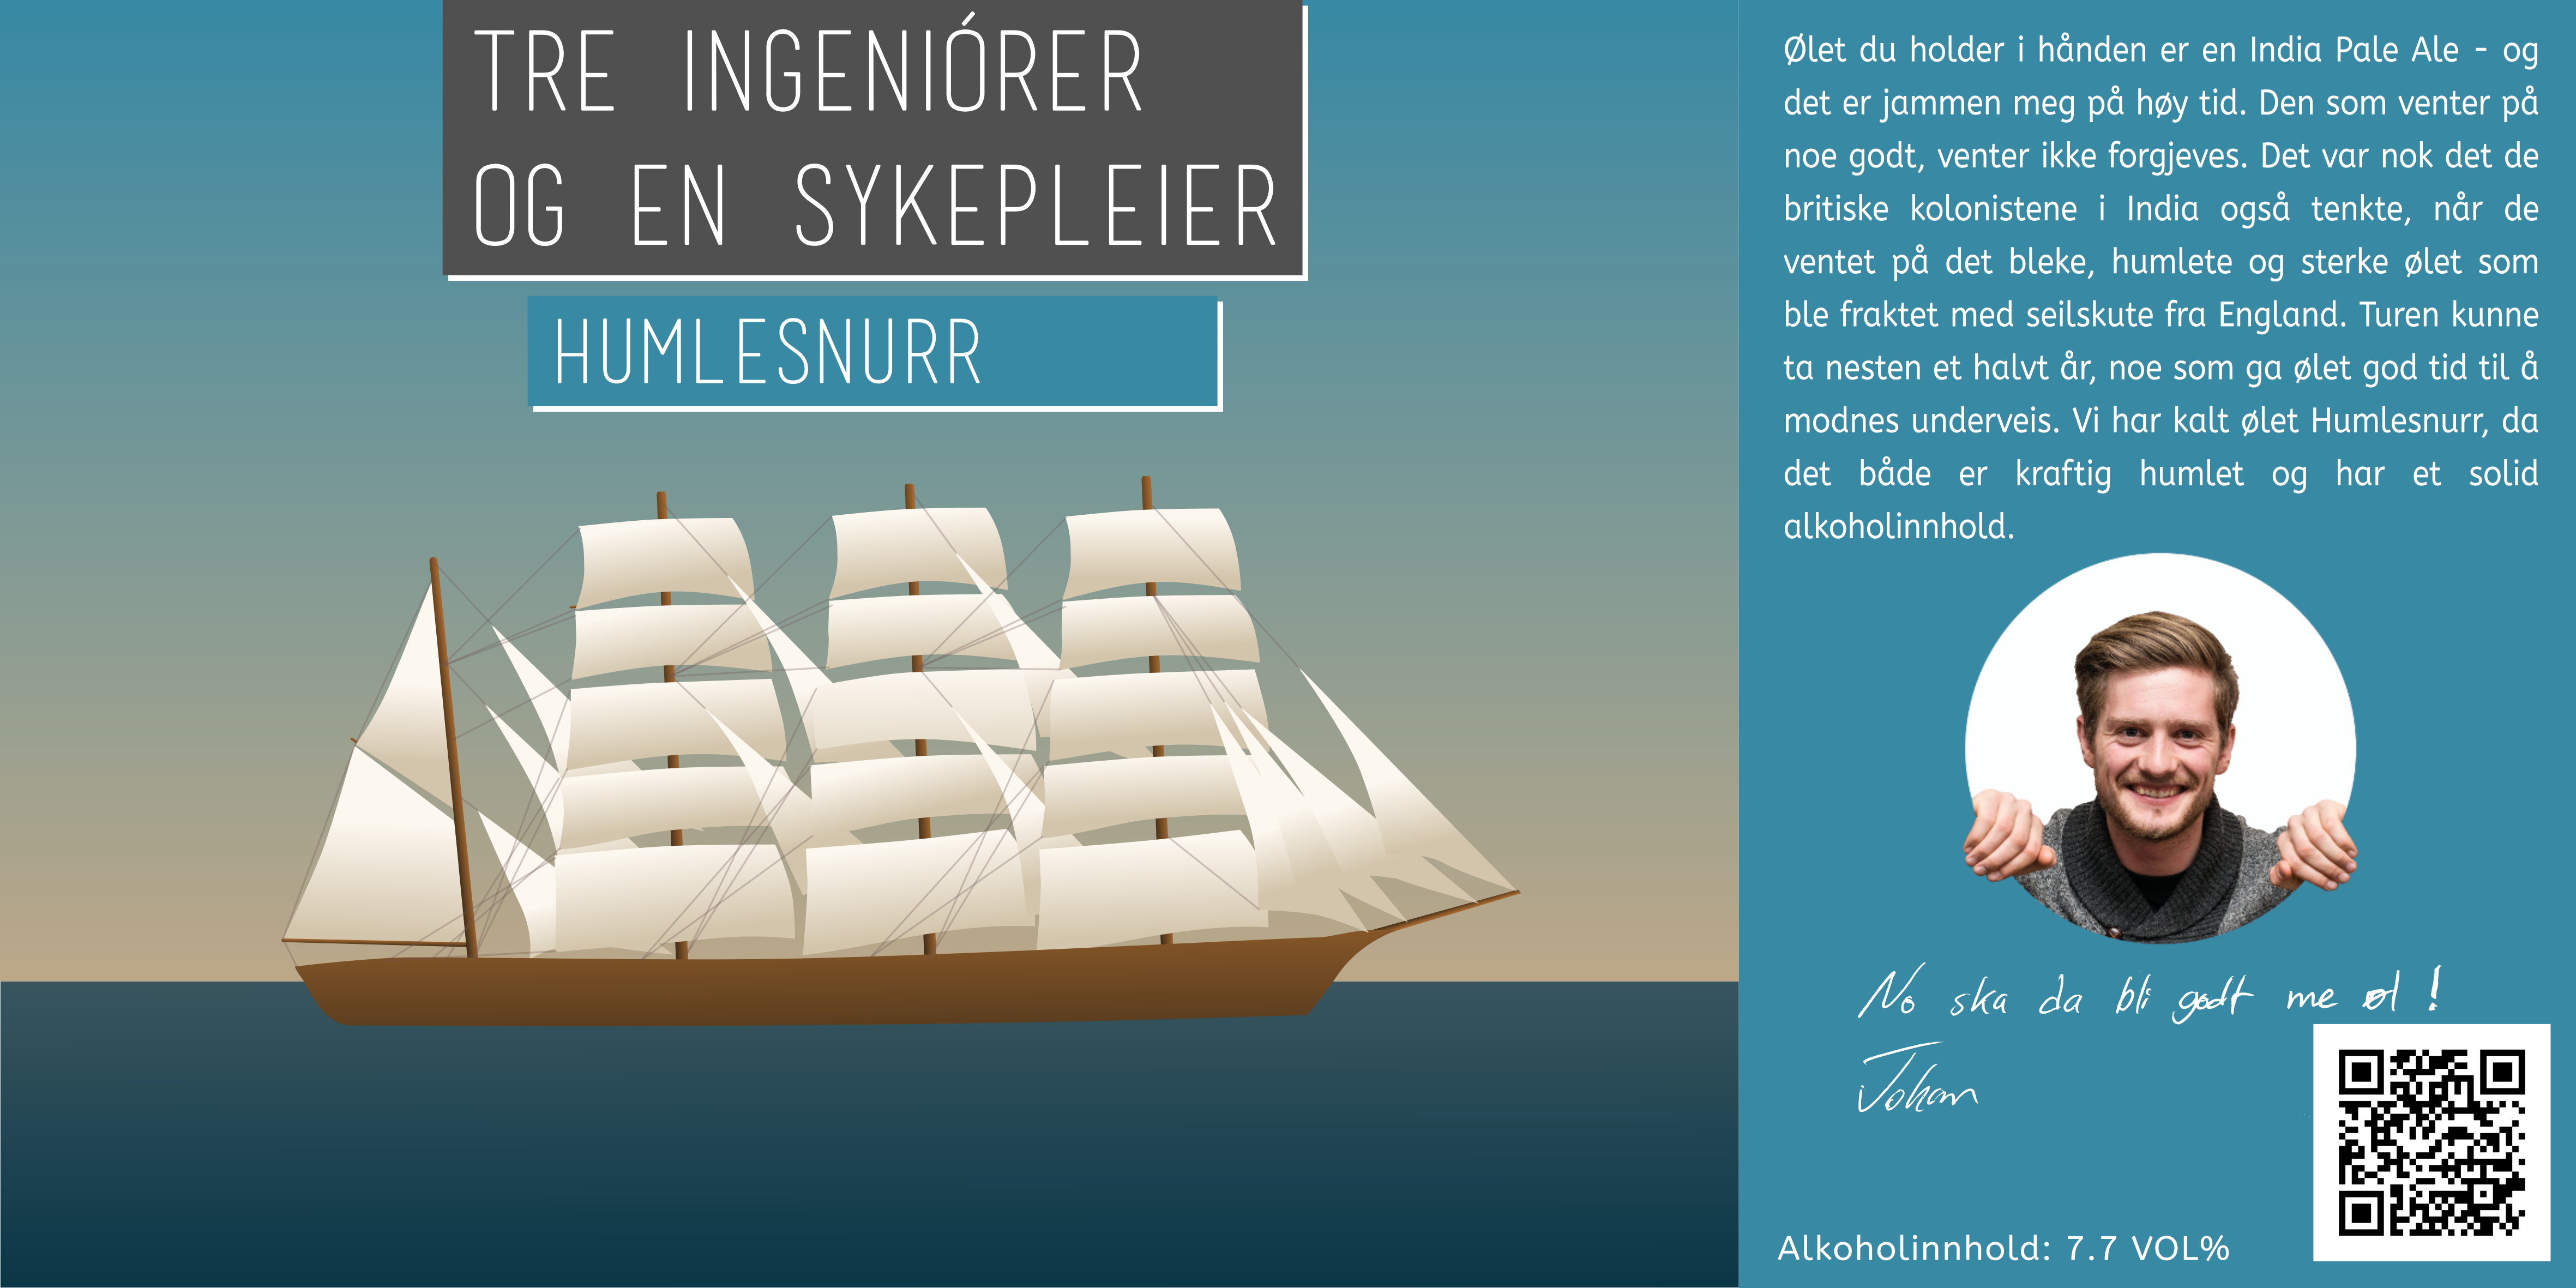 TRE INGENIÓRER
OG EN SYKEPLEIER
HUMLESNURR
Ølet du holder i hånden er en India Pale Ale - og
det er jammen meg på høy tid. Den som venter på
noe godt, venter ikke forgjeves. Det var nok det de
britiske kolonistene i India også tenkte, når de
ventet på det bleke, humlete og sterke ølet som
ble fraktet med seilskute fra England. Turen kunne
ta nesten et halvt år, noe som ga ølet god tid til å
modnes underveis. Vi har kalt ølet Humlesnurr, da
det både er kraftig humlet og har et solid
alkoholinnhold.
No ska da bli godt me øl !
Johan
Alkoholinnhold: 7.7 VOL%